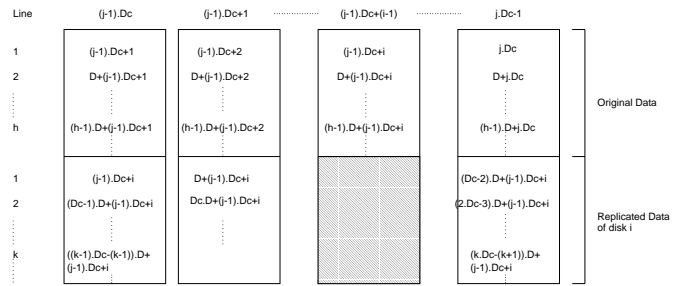 Line (j-1).Dc (j-1).Dc+1 (j-1).Dc+(i-1) j.Dc-1
1 (j-1).Dc+1 (j-1).Dc+2 (j-1).Dc+i j.Dc
2 D+(j-1).Dc+1 D+(j-1).Dc+2 D+(j-1).Dc+i D+j.Dc
Original Data
h (h-1).D+(j-1).Dc+1 (h-1).D+(j-1).Dc+2 (h-1).D+(j-1).Dc+i (h-1).D+j.Dc
1 (j-1).Dc+i D+(j-1).Dc+i (Dc-2).D+(j-1).Dc+i
2 (Dc-1).D+(j-1).Dc+i Dc.D+(j-1).Dc+i (2.Dc-3).D+(j-1).Dc+i
Replicated Data
of disk i
k ((k-1).Dc-(k-1)).D+ (k.Dc-(k+1)).D+
(j-1).Dc+i (j-1).Dc+i